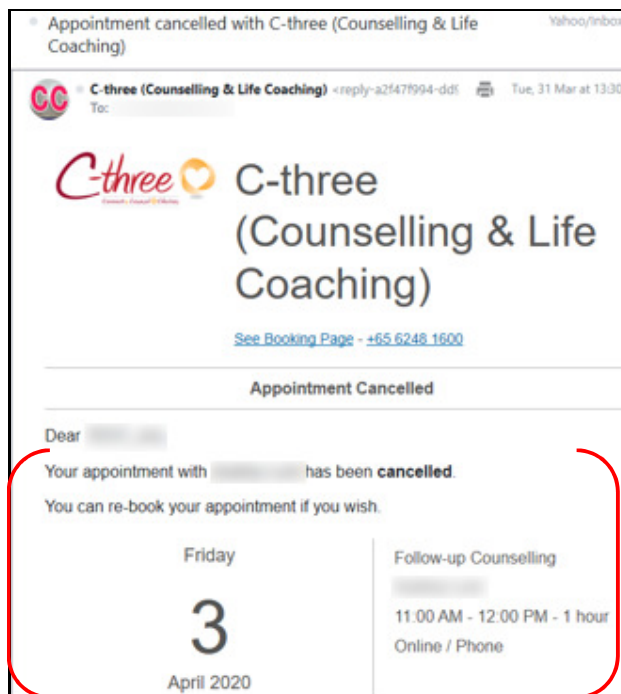 Appointment cancelled with C-three (Counselling & Life
Yahoo/Inbox
Coaching)
CC
C-three (Counselling & Life Coaching) <reply-a2f47f994-dd
Tue, 31 Mar at 13:30
To:
C-three
C-three
(Counselling & Life
Coaching)
See Booking Page - +65 6248 1600
Appointment Cancelled
Dear
Your appointment with has been cancelled.
You can re-book your appointment if you wish.
Friday
3
April 2020
Follow-up Counselling
11:00 AM - 12:00 PM - 1 hour
Online / Phone